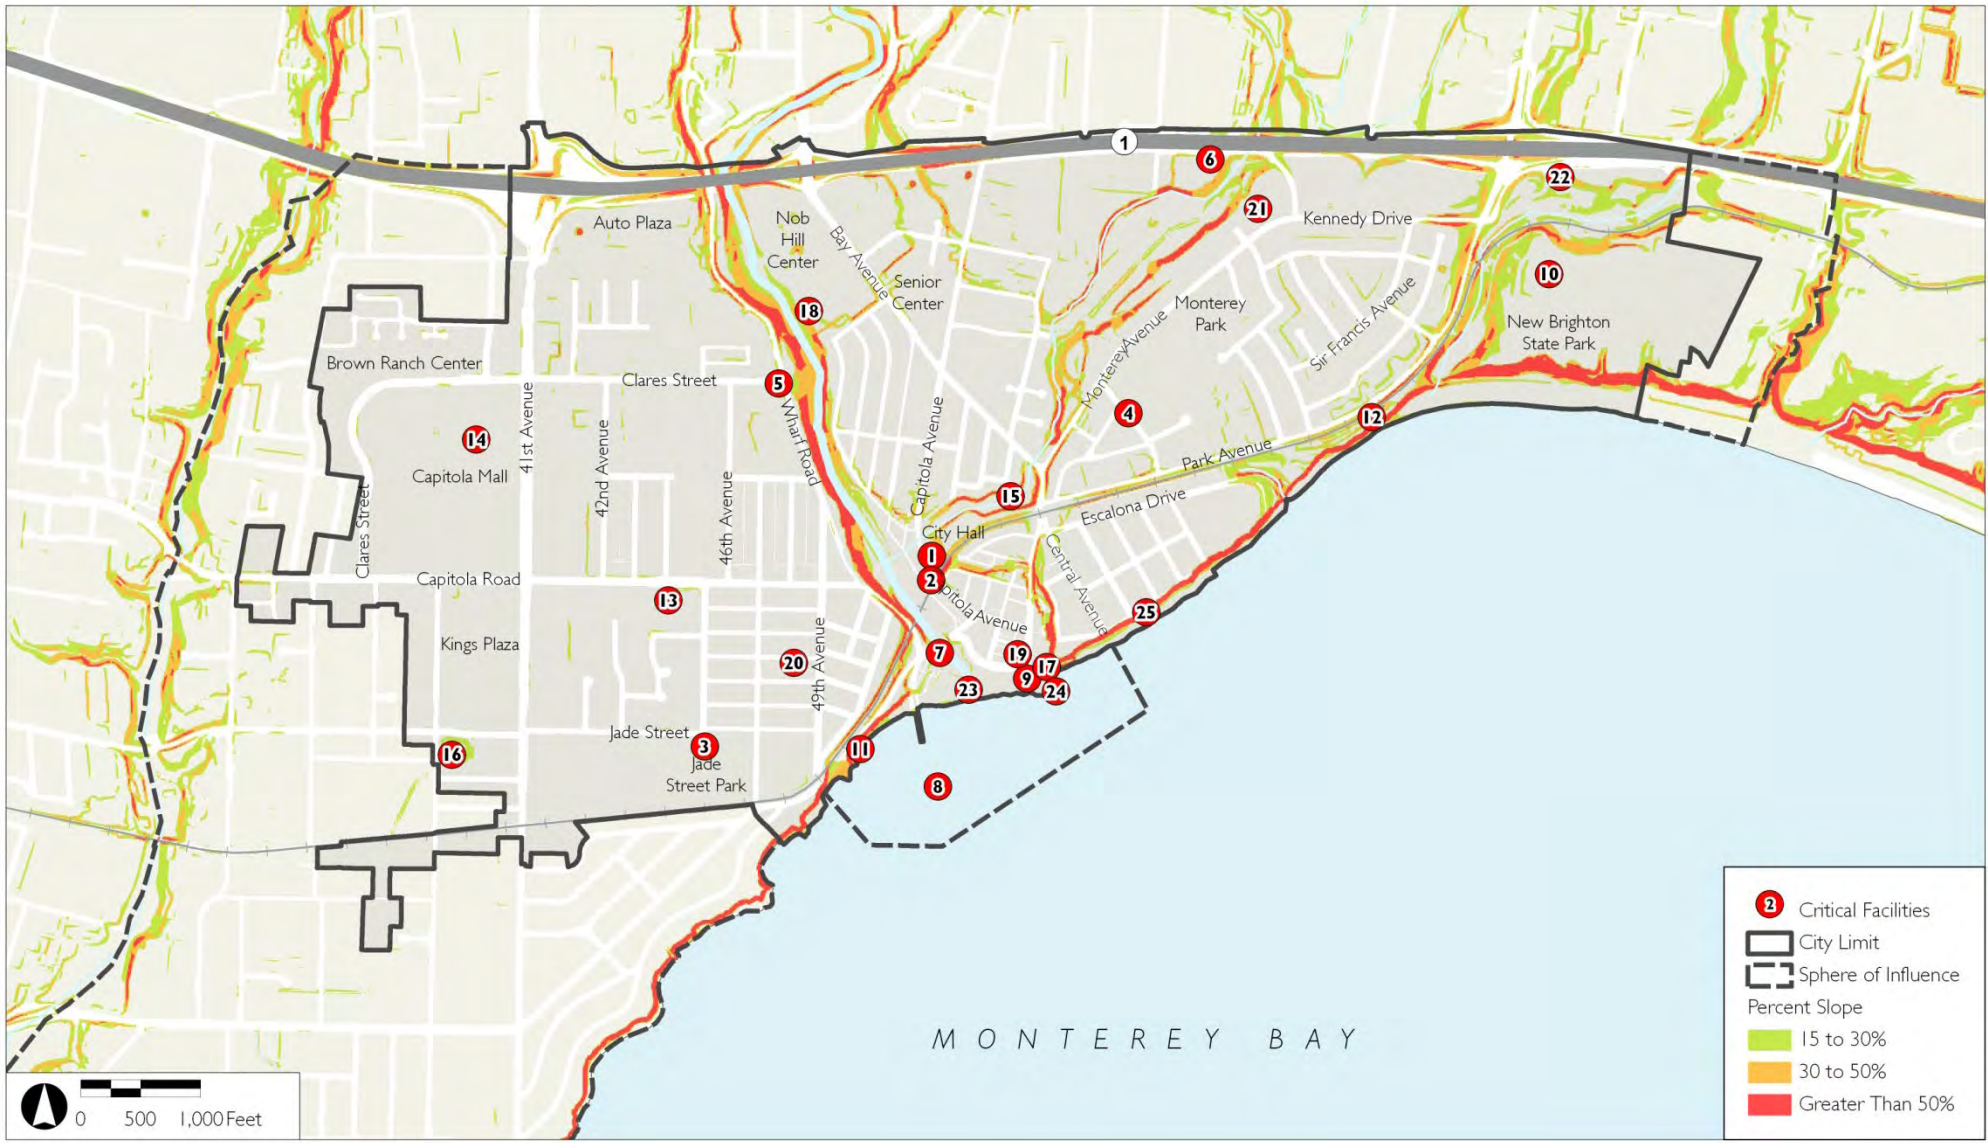 1
6
22
21
Auto Plaza
Nob
Hill
Center
Bay Avenue
Kennedy Drive
10
Senior
Center
18
Monterey
Park
Monterey Avenue
Sir Francis Avenue
New Brighton
State Park
Brown Ranch Center
Clares Street
5
Wharf Road
41st Avenue
4
12
14
Capitola Mall
42nd Avenue
46th Avenue
Capitola Avenue
Park Avenue
Escalona Drive
15
Clares Street
City Hall
1
2
Central Avenue
Capitola Road
13
pitola Avenue
25
Kings Plaza
20
49th Avenue
7
19
17
9
24
23
Jade Street
3
Jade
Street Park
16
11
8
MONTEREY BAY
2
Critical Facilities
City Limit
Sphere of Influence
Percent Slope
15 to 30%
30 to 50%
Greater Than 50%
0 500 1,000 Feet